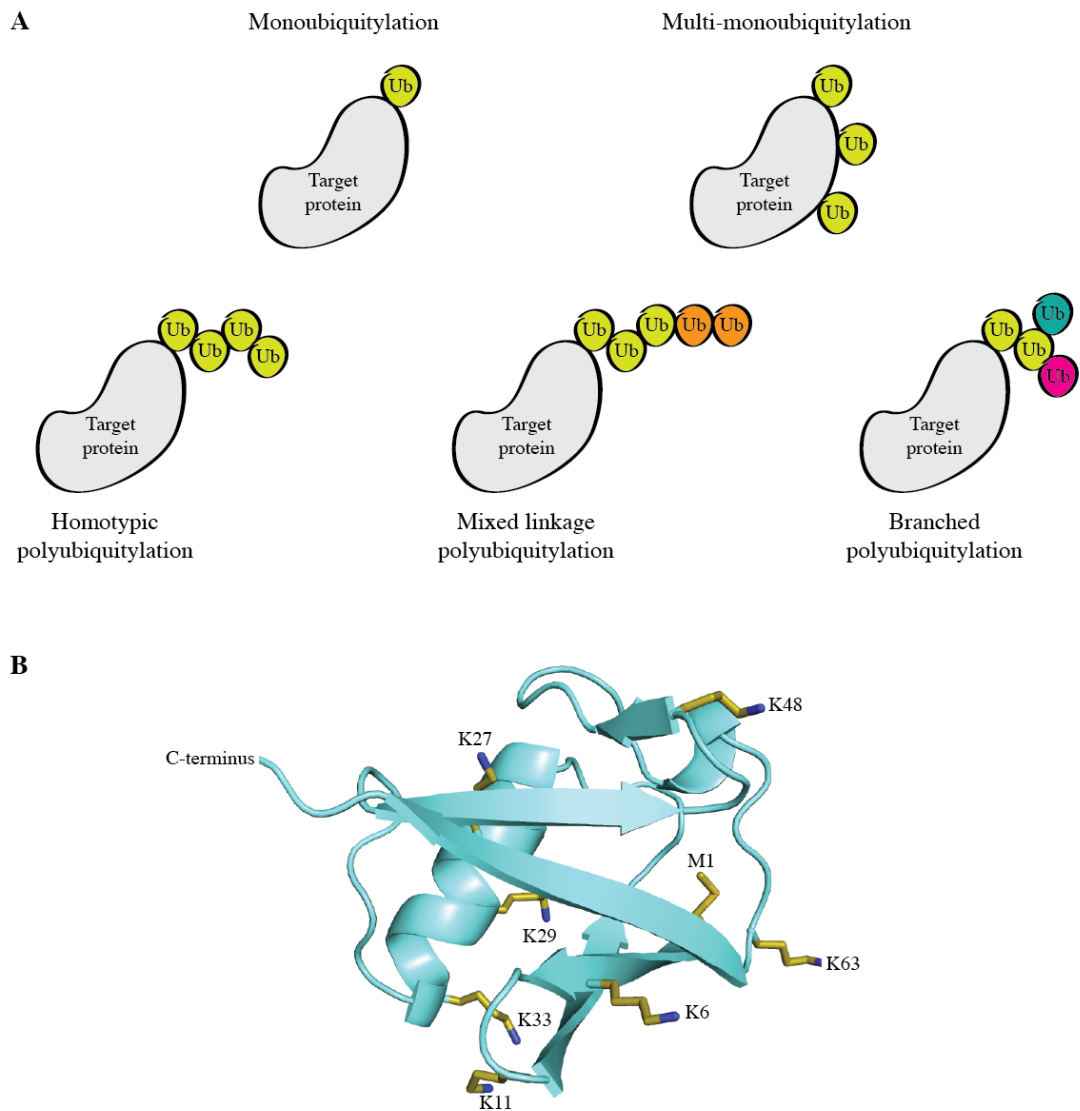 A
Monoubiquitylation
Multi-monoubiquitylation
Ub
Target
protein
Ub
Ub
Ub
Target
protein
Ub
Ub
Ub
Ub
Target
protein
Homotypic
polyubiquitylation
Ub
Ub
Ub
Ub
Ub
Target
protein
Mixed linkage
polyubiquitylation
Ub
Ub
Ub
Ub
Target
protein
Branched
polyubiquitylation
B
K48
K27
C-terminus
M1
K29
K63
K33
K6
K11